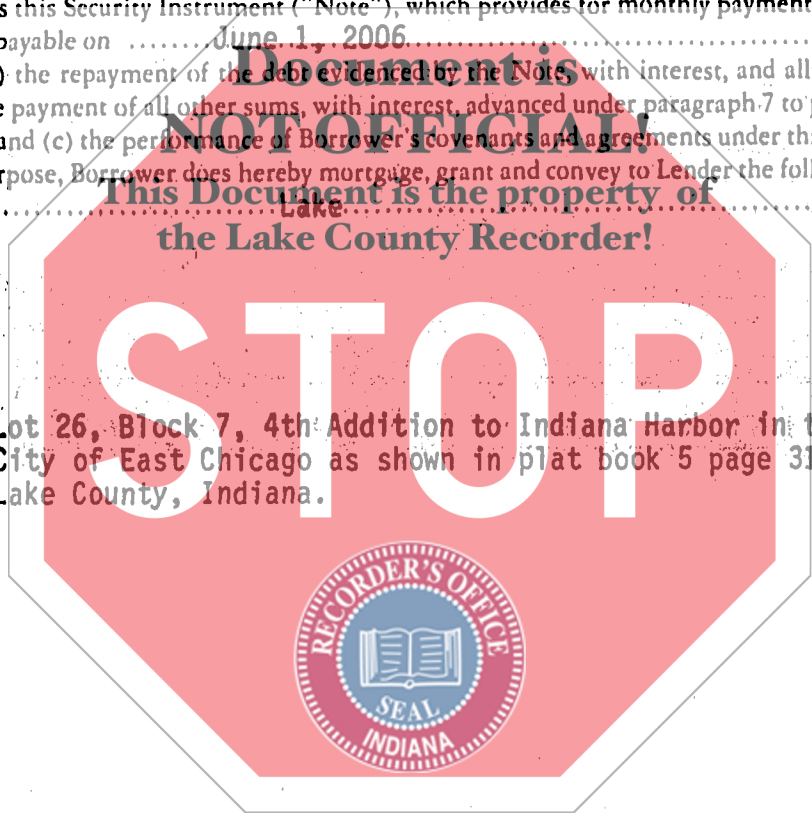 s this Security Instrument ("Note"), which provides for monthly payment
payable on ......June 1, 2006......
) the repayment of the debt evidenced by the Note, with interest, and all
e payment of all other sums, with interest, advanced under paragraph 7 to
and (c) the performance of Borrower's covenants and agreements under th
rpose, Borrower does hereby mortgage, grant and convey to Lender the foll
......Lake......
Document is
NOT OFFICIAL!
This Document is the property of
the Lake County Recorder!
STOP
Lot 26, Block 7, 4th Addition to Indiana Harbor in t
City of East Chicago as shown in plat book 5 page 31
Lake County, Indiana.
RECORDER'S OFFICE
SEAL
INDIANA